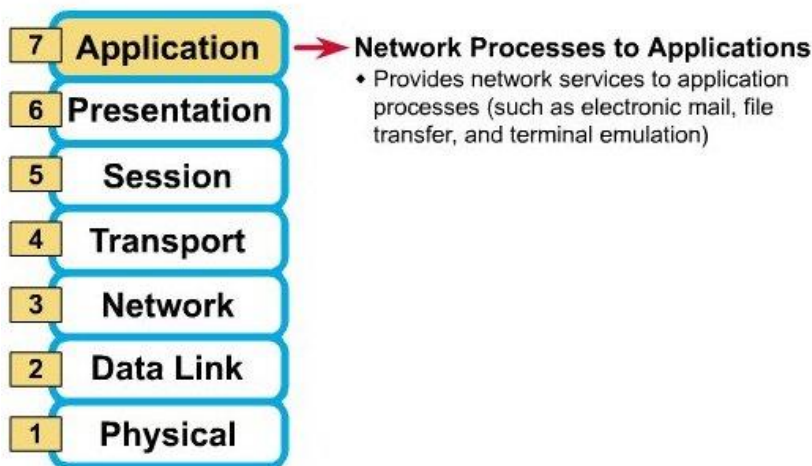 7 Application
Network Processes to Applications
♦ Provides network services to application
processes (such as electronic mail, file
transfer, and terminal emulation)
6 Presentation
5 Session
4 Transport
3 Network
2 Data Link
1 Physical